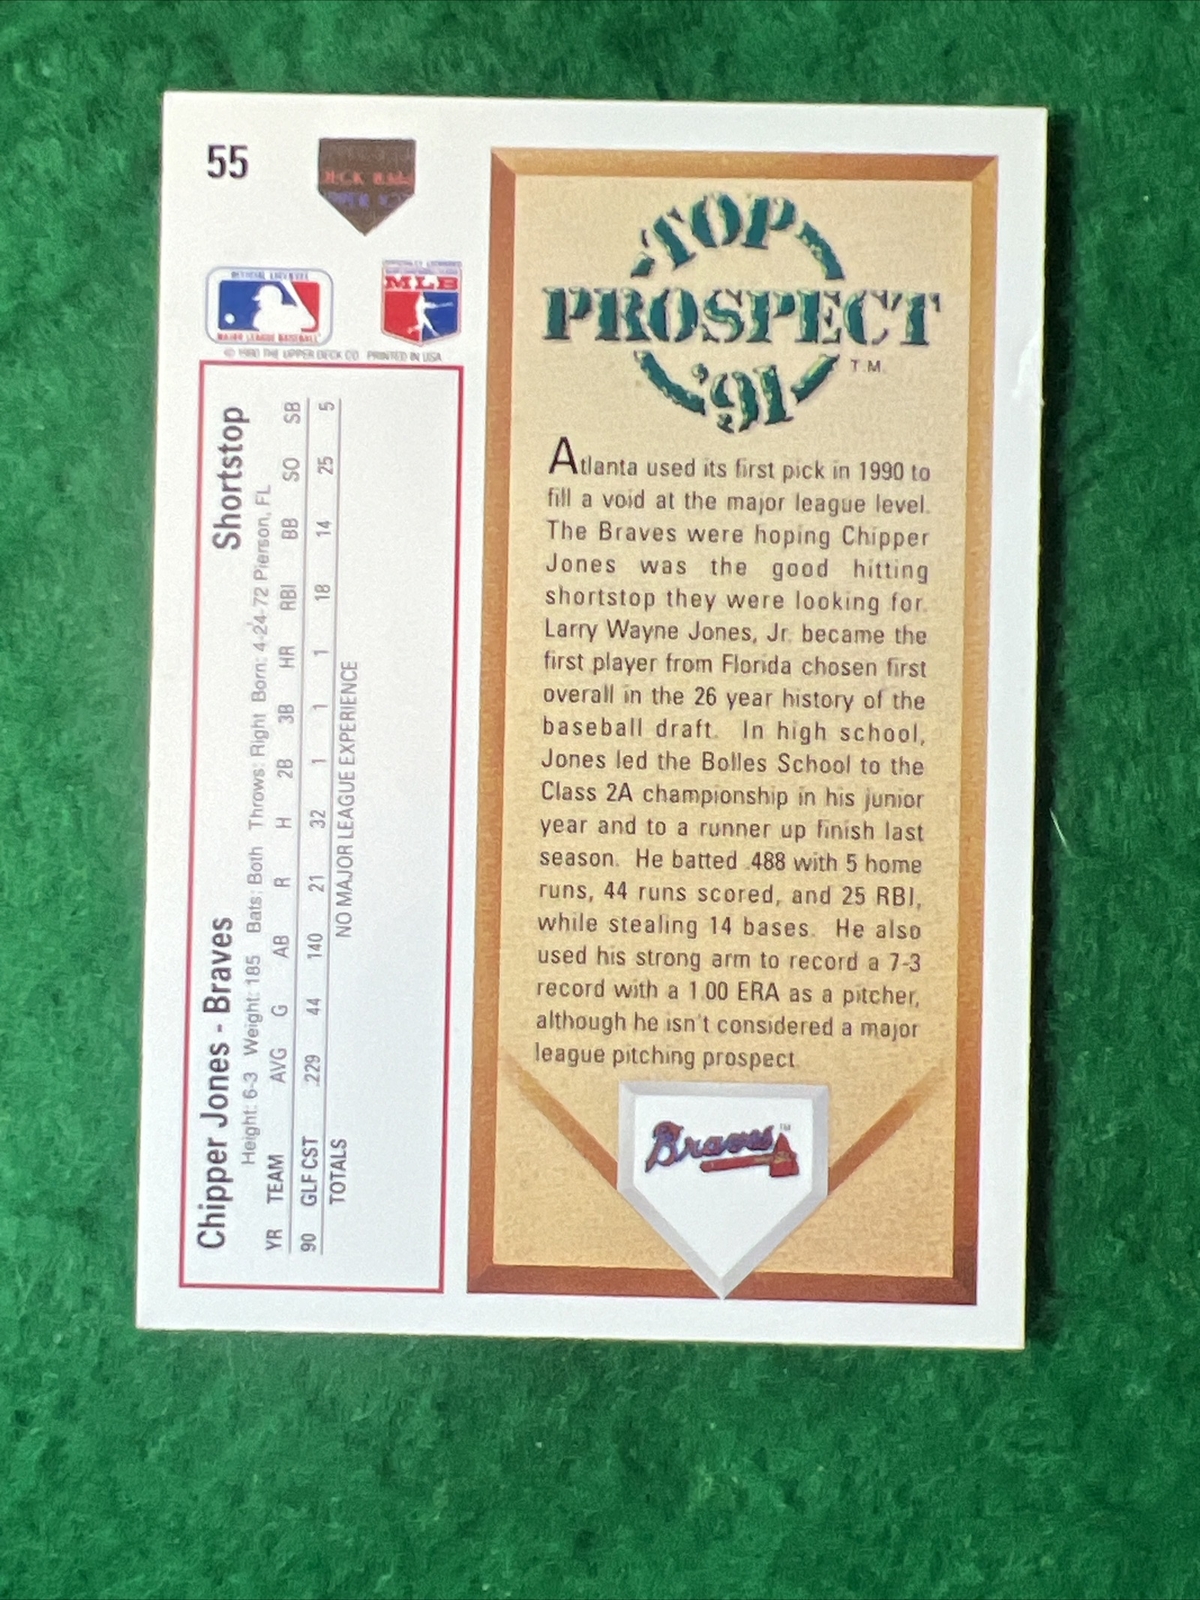 55
DECK
OFFICIAL LICENSEE
MAJOR LEAGUE BASEBALL
MLB
© 1990 THE UPPER DECK CO. PRINTED IN USA
Chipper Jones - Braves Shortstop
Height: 6-3 Weight: 185 Bats: Both Throws: Right Born: 4-24-72 Pierson, FL
YR TEAM AVG G AB R H 2B 3B HR RBI BB SO SB
90 GLF CST .229 44 140 21 32 1 1 1 18 14 25 5
TOTALS NO MAJOR LEAGUE EXPERIENCE
TOP
PROSPECT
'91
T.M.
Atlanta used its first pick in 1990 to
fill a void at the major league level.
The Braves were hoping Chipper
Jones was the good hitting
shortstop they were looking for.
Larry Wayne Jones, Jr. became the
first player from Florida chosen first
overall in the 26 year history of the
baseball draft. In high school,
Jones led the Bolles School to the
Class 2A championship in his junior
year and to a runner up finish last
season. He batted .488 with 5 home
runs, 44 runs scored, and 25 RBI,
while stealing 14 bases. He also
used his strong arm to record a 7-3
record with a 1.00 ERA as a pitcher,
although he isn't considered a major
league pitching prospect.
Braves
TM